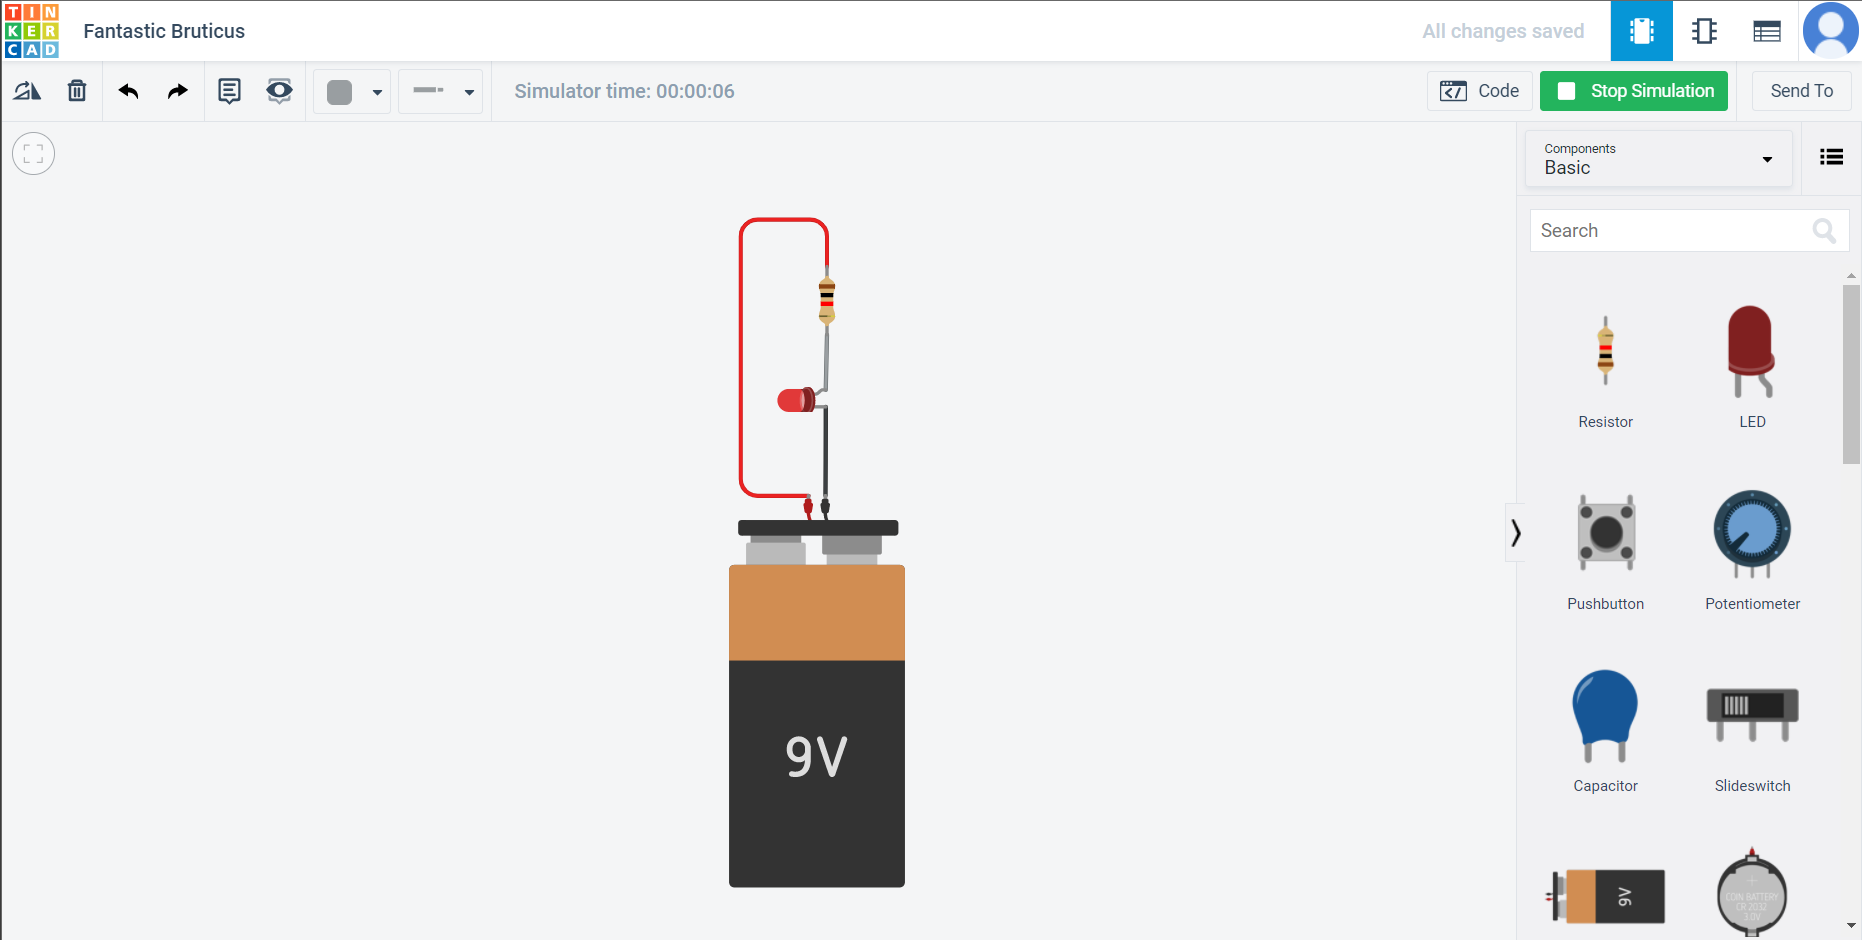 TIN
KER
CAD
Fantastic Bruticus
All changes saved
Simulator time: 00:00:06
Code
Stop Simulation
Send To
Components
Basic
Search
Resistor
LED
Pushbutton
Potentiometer
Capacitor
Slideswitch
9V
9V
+
COIN BATTERY
CR 2032
3.0V